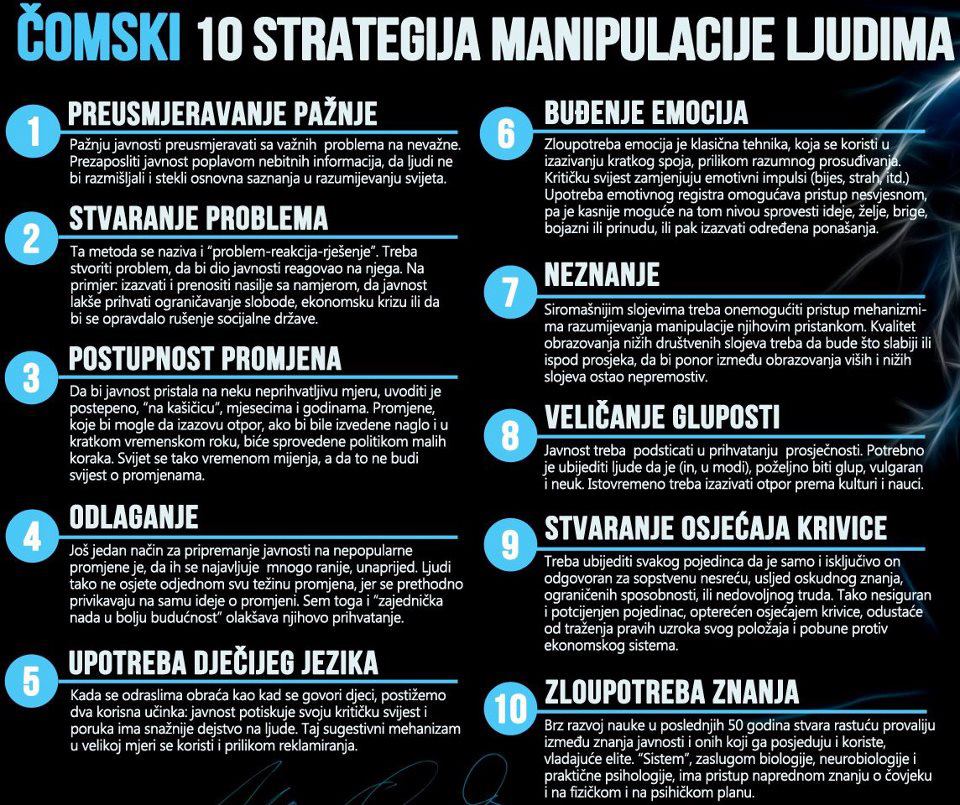 ČOMSKI 10 STRATEGIJA MANIPULACIJE LJUDIMA
1
PREUSMJERAVANJE PAŽNJE
Pažnju javnosti preusmjeravati sa važnih problema na nevažne.
Prezaposliti javnost poplavom nebitnih informacija, da ljudi ne
bi razmišljali i stekli osnovna saznanja u razumijevanju svijeta.
2
STVARANJE PROBLEMA
Ta metoda se naziva i “problem-reakcija-rješenje”. Treba
stvoriti problem, da bi dio javnosti reagovao na njega. Na
primjer: izazvati i prenositi nasilje sa namjerom, da javnost
lakše prihvati ograničavanje slobode, ekonomsku krizu ili da
bi se opravdalo rušenje socijalne države.
3
POSTUPNOST PROMJENA
Da bi javnost pristala na neku neprihvatljivu mjeru, uvoditi je
postepeno, “na kašičicu”, mjesecima i godinama. Promjene,
koje bi mogle da izazovu otpor, ako bi bile izvedene naglo i u
kratkom vremenskom roku, biće sprovedene politikom malih
koraka. Svijet se tako vremenom mijenja, a da to ne budi
svijest o promjenama.
4
ODLAGANJE
Još jedan način za pripremanje javnosti na nepopularne
promjene je, da ih se najavljuje mnogo ranije, unaprijed. Ljudi
tako ne osjete odjednom svu težinu promjena, jer se prethodno
privikavaju na samu ideje o promjeni. Sem toga i “zajednička
nada u bolju budućnost” olakšava njihovo prihvatanje.
5
UPOTREBA DJEČIJEG JEZIKA
Kada se odraslima obraća kao kad se govori djeci, postižemo
dva korisna učinka: javnost potiskuje svoju kritičku svijest i
poruka ima snažnije dejstvo na ljude. Taj sugestivni mehanizam
u velikoj mjeri se koristi i prilikom reklamiranja.
6
BUĐENJE EMOCIJA
Zloupotreba emocija je klasična tehnika, koja se koristi u
izazivanju kratkog spoja, prilikom razumnog prosuđivanja.
Kritičku svijest zamjenjuju emotivni impulsi (bijes, strah, itd.)
Upotreba emotivnog registra omogućava pristup nesvjesnom,
pa je kasnije moguće na tom nivou sprovesti ideje, želje, brige,
bojazni ili prinudu, ili pak izazvati određena ponašanja.
7
NEZNANJE
Siromašnijim slojevima treba onemogućiti pristup mehanizmi-
ma razumijevanja manipulacije njihovim pristankom. Kvalitet
obrazovanja nižih društvenih slojeva treba da bude što slabiji ili
ispod prosjeka, da bi ponor između obrazovanja viših i nižih
slojeva ostao nepremostiv.
8
VELIČANJE GLUPOSTI
Javnost treba podsticati u prihvatanju prosječnosti. Potrebno
je ubijediti ljude da je (in, u modi), poželjno biti glup, vulgaran
i neuk. Istovremeno treba izazivati otpor prema kulturi i nauci.
9
STVARANJE OSJEĆAJA KRIVICE
Treba ubijediti svakog pojedinca da je samo i isključivo on
odgovoran za sopstvenu nesreću, usljed oskudnog znanja,
ograničenih sposobnosti, ili nedovoljnog truda. Tako nesiguran
i potcijenjen pojedinac, opterećen osjećajem krivice, odustaće
od traženja pravih uzroka svog položaja i pobune protiv
ekonomskog sistema.
10
ZLOUPOTREBA ZNANJA
Brz razvoj nauke u poslednjih 50 godina stvara rastuću provaliju
između znanja javnosti i onih koji ga posjeduju i koriste,
vladajuće elite. “Sistem”, zaslugom biologije, neurobiologije i
praktične psihologije, ima pristup naprednom znanju o čovjeku
i na fizičkom i na psihičkom planu.